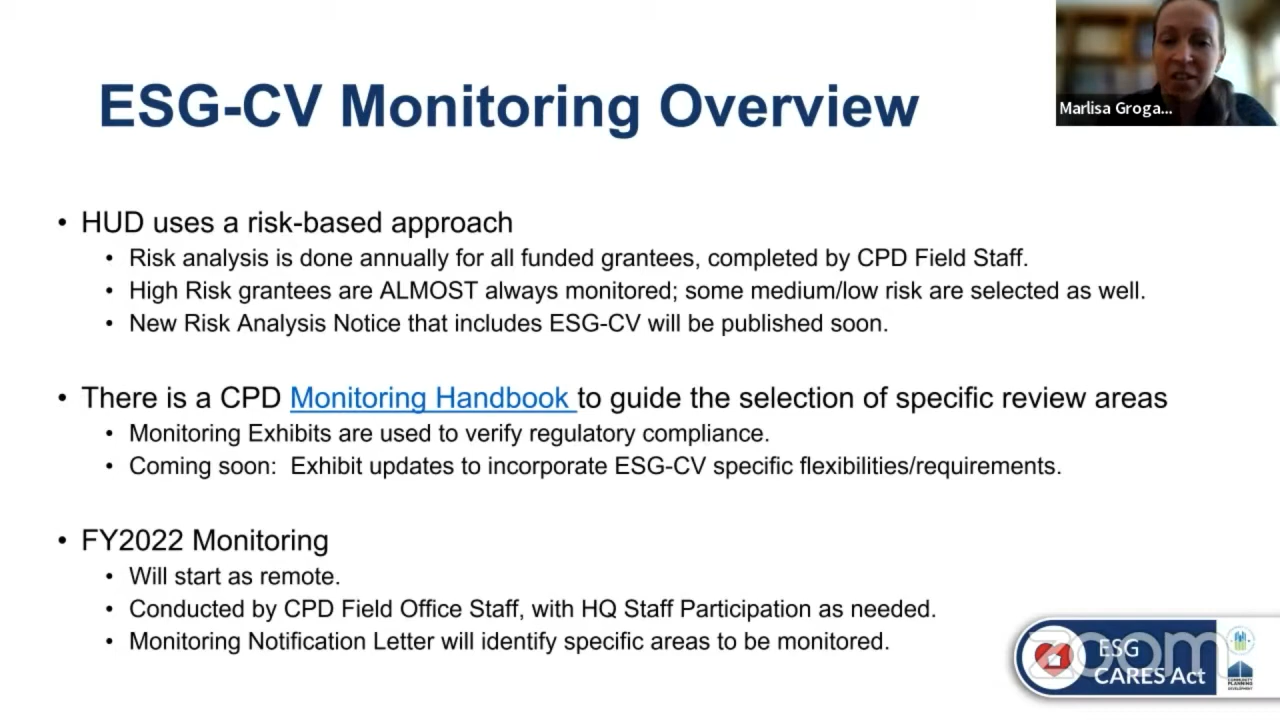 ESG-CV Monitoring Overview
Marlisa Groga...
• HUD uses a risk-based approach
• Risk analysis is done annually for all funded grantees, completed by CPD Field Staff.
• High Risk grantees are ALMOST always monitored; some medium/low risk are selected as well.
• New Risk Analysis Notice that includes ESG-CV will be published soon.
• There is a CPD Monitoring Handbook to guide the selection of specific review areas
• Monitoring Exhibits are used to verify regulatory compliance.
• Coming soon:  Exhibit updates to incorporate ESG-CV specific flexibilities/requirements.
• FY2022 Monitoring
• Will start as remote.
• Conducted by CPD Field Office Staff, with HQ Staff Participation as needed.
• Monitoring Notification Letter will identify specific areas to be monitored.
zoom
ESG
CARES Act
COMMUNITY
PLANNING
DEVELOPMENT